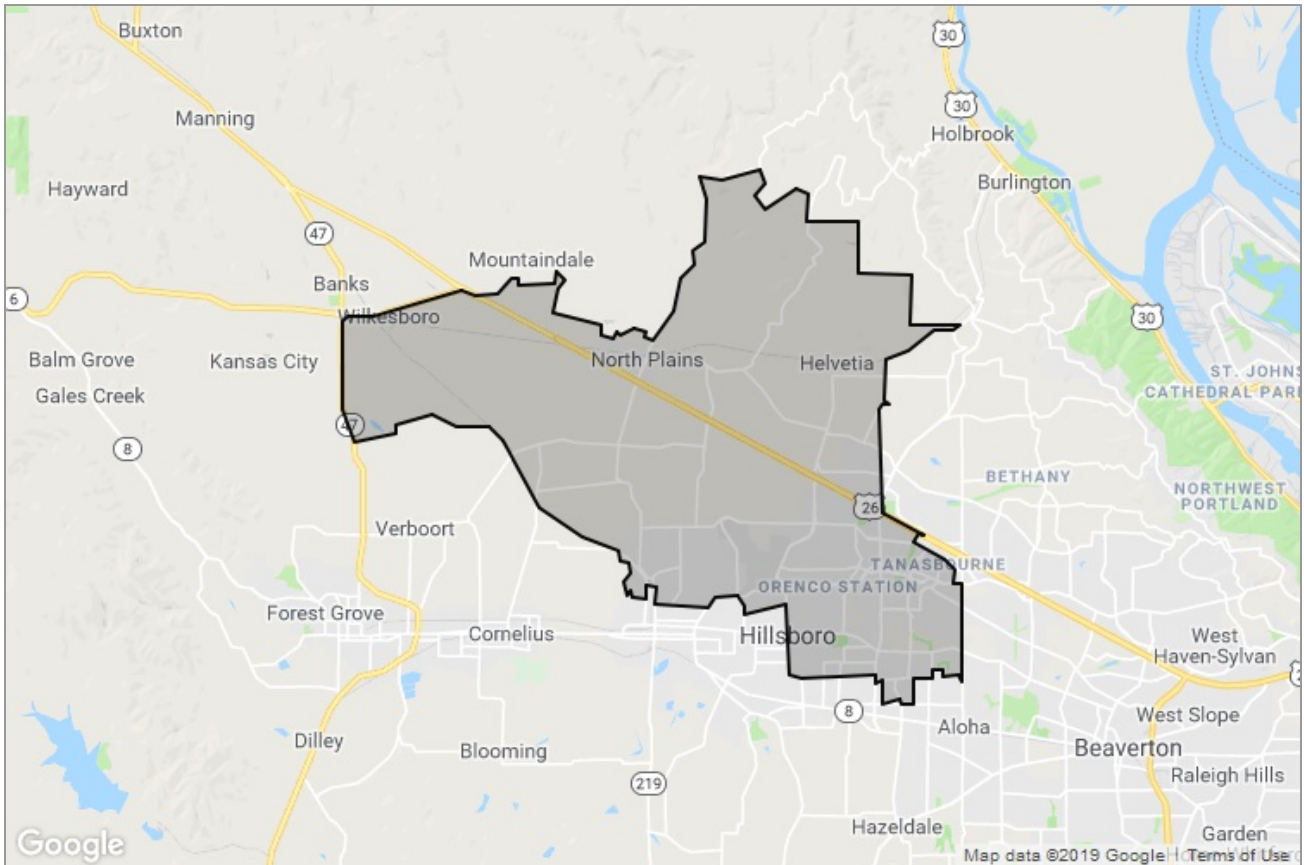 Buxton
30
Manning
30
Holbrook
Hayward
Burlington
47
Mountaindale
Banks
6
Wilkesboro
30
Balm Grove
Kansas City
North Plains
Helvetia
ST. JOHNS
CATHEDRAL PAR
Gales Creek
47
8
BETHANY
NORTHWEST
PORTLAND
26
Verboort
TANASBOURNE
ORENCO STATION
Forest Grove
Cornelius
Hillsboro
West
Haven-Sylvan
8
West Slope
Dilley
Blooming
Aloha
Beaverton
219
Raleigh Hills
Hazeldale
Garden
Google
Map data ©2019 Google
Terms of Use